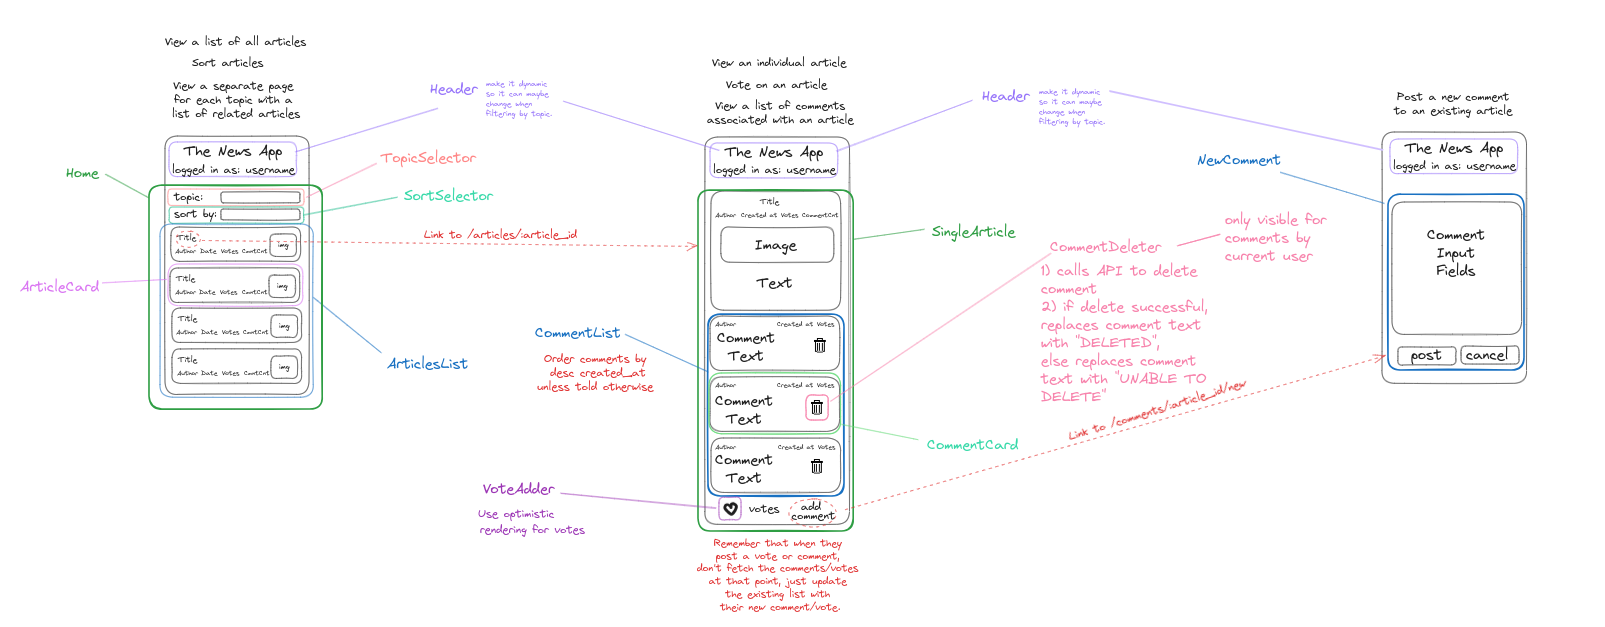 View a list of all articles
Sort articles
View a separate page
for each topic with a
list of related articles
The News App
logged in as: username
Home
topic:
sort by:
Title
Author Date Votes CmntCnt
img
Title
Author Date Votes CmntCnt
img
Title
Author Date Votes CmntCnt
img
Title
Author Date Votes CmntCnt
img
ArticleCard
Header
make it dynamic
so it can maybe
change when
filtering by topic.
TopicSelector
SortSelector
Link to /articles/:article_id
ArticlesList
View an individual article
Vote on an article
View a list of comments
associated with an article
The News App
logged in as: username
Title
Author Created at Votes CommentCnt
Image
Text
SingleArticle
CommentList
Order comments by
desc created_at
unless told otherwise
Author Created at Votes
Comment
Text
Author Created at Votes
Comment
Text
Author Created at Votes
Comment
Text
CommentCard
VoteAdder
Use optimistic
rendering for votes
votes
add
comment
Remember that when they
post a vote or comment,
don't fetch the comments/votes
at that point, just update
the existing list with
their new comment/vote.
Header
make it dynamic
so it can maybe
change when
filtering by topic.
CommentDeleter
1) calls API to delete
comment
2) if delete successful,
replaces comment text
with "DELETED",
else replaces comment
text with "UNABLE TO
DELETE"
only visible for
comments by
current user
Link to /comments/:article_id/new
NewComment
Post a new comment
to an existing article
The News App
logged in as: username
Comment
Input
Fields
post
cancel